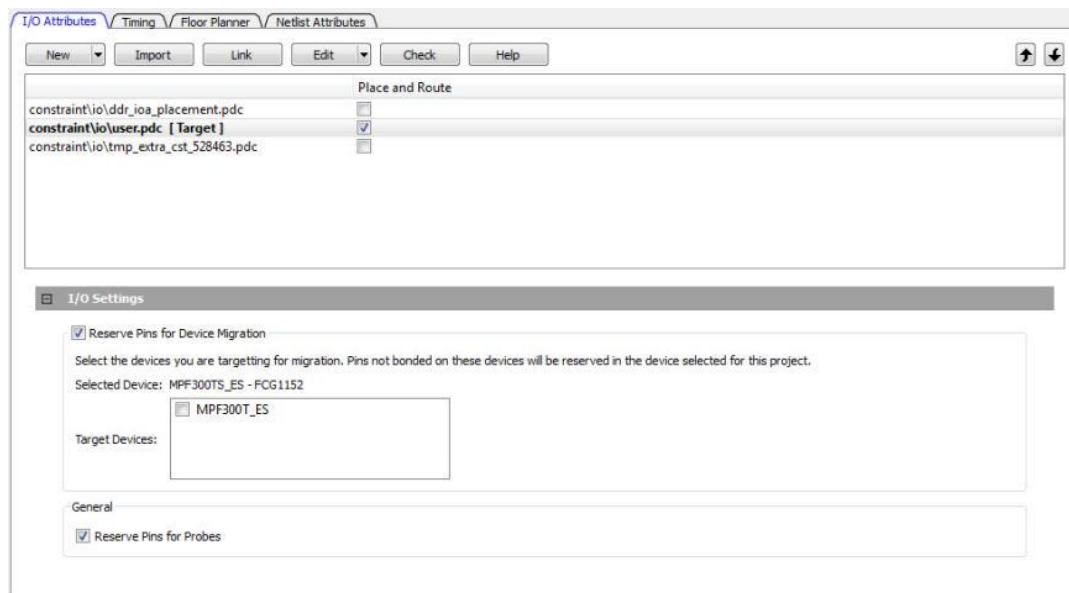 I/O Attributes Timing Floor Planner Netlist Attributes
New Import Link Edit Check Help
Place and Route
constraint\io\ddr_ioa_placement.pdc
constraint\io\user.pdc [ Target ]
constraint\io\tmp_extra_cst_528463.pdc
I/O Settings
Reserve Pins for Device Migration
Select the devices you are targetting for migration. Pins not bonded on these devices will be reserved in the device selected for this project.
Selected Device: MPF300TS_ES - FCG1152
MPF300T_ES
Target Devices:
General
Reserve Pins for Probes